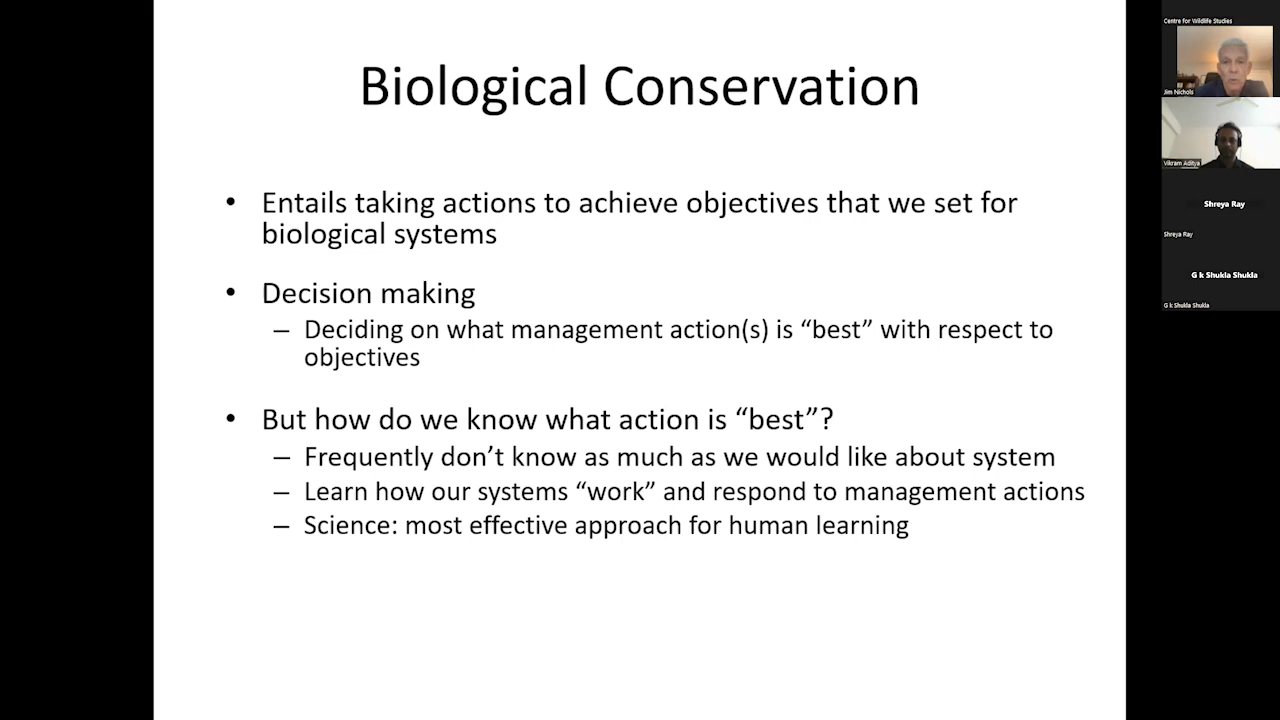 Biological Conservation
• Entails taking actions to achieve objectives that we set for
biological systems
• Decision making
– Deciding on what management action(s) is “best” with respect to
objectives
• But how do we know what action is “best”?
– Frequently don’t know as much as we would like about system
– Learn how our systems “work” and respond to management actions
– Science: most effective approach for human learning
Centre for Wildlife Studies
Jim Nichols
Vikram Aditya
Shreya Ray
Shreya Ray
G k Shukla Shukla
G k Shukla Shukla